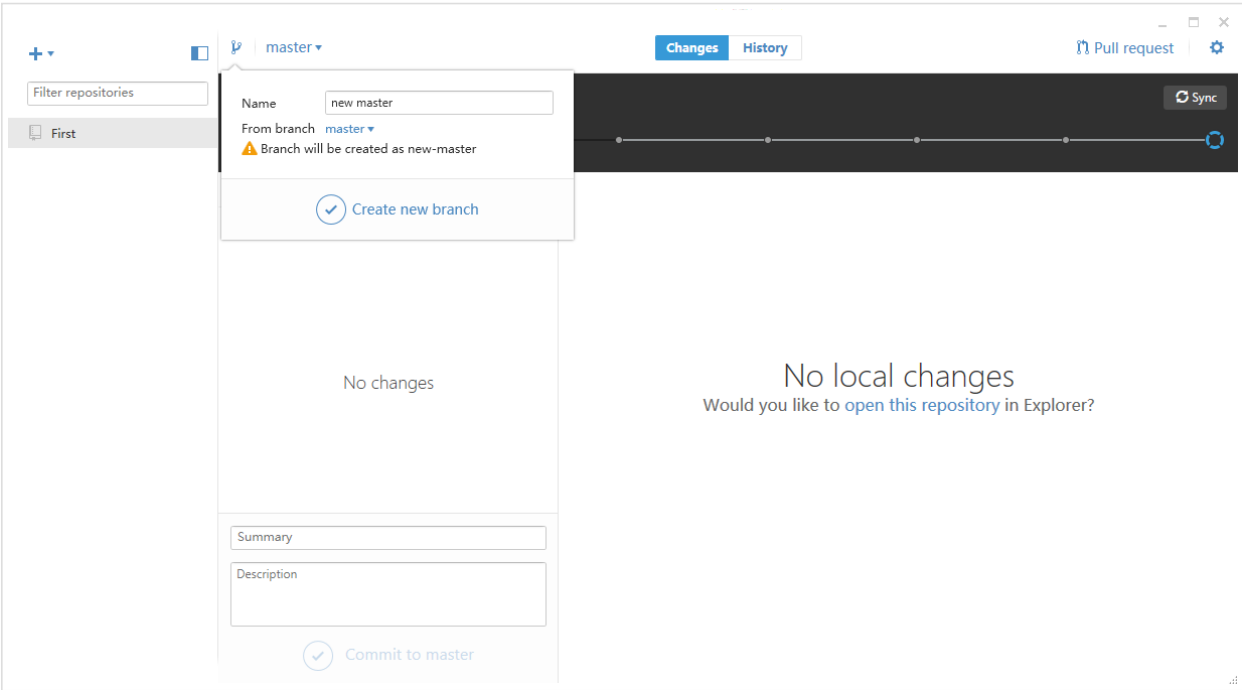 master
Changes
History
Pull request
Filter repositories
First
Name
new master
From branch master
Branch will be created as new-master
Create new branch
Sync
No changes
No local changes
Would you like to open this repository in Explorer?
Summary
Description
Commit to master